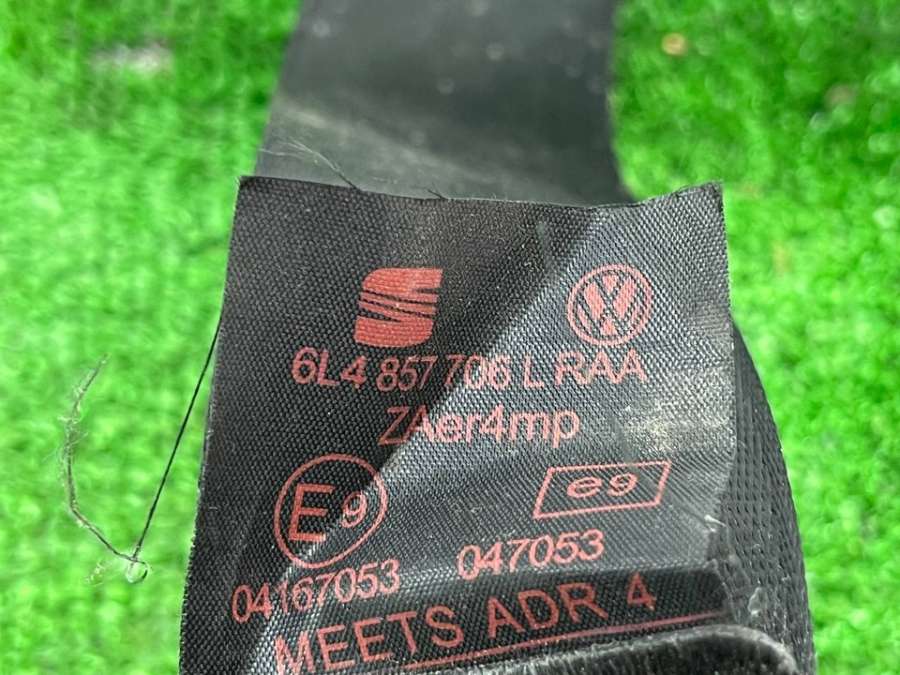 6L4 857 706 L RAA
ZAer4mp
E9 e9
04167053 047053
MEETS ADR 4